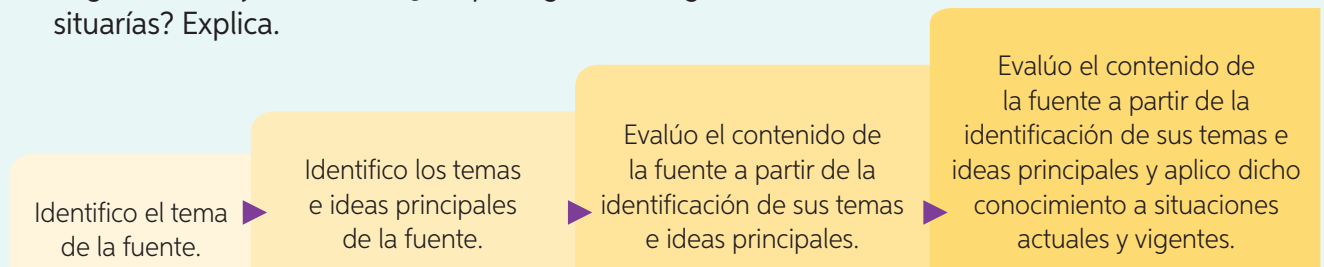 situarías? Explica.
Identifico el tema
de la fuente.
Identifico los temas
e ideas principales
de la fuente.
Evalúo el contenido de
la fuente a partir de la
identificación de sus temas
e ideas principales.
Evalúo el contenido de
la fuente a partir de la
identificación de sus temas e
ideas principales y aplico dicho
conocimiento a situaciones
actuales y vigentes.